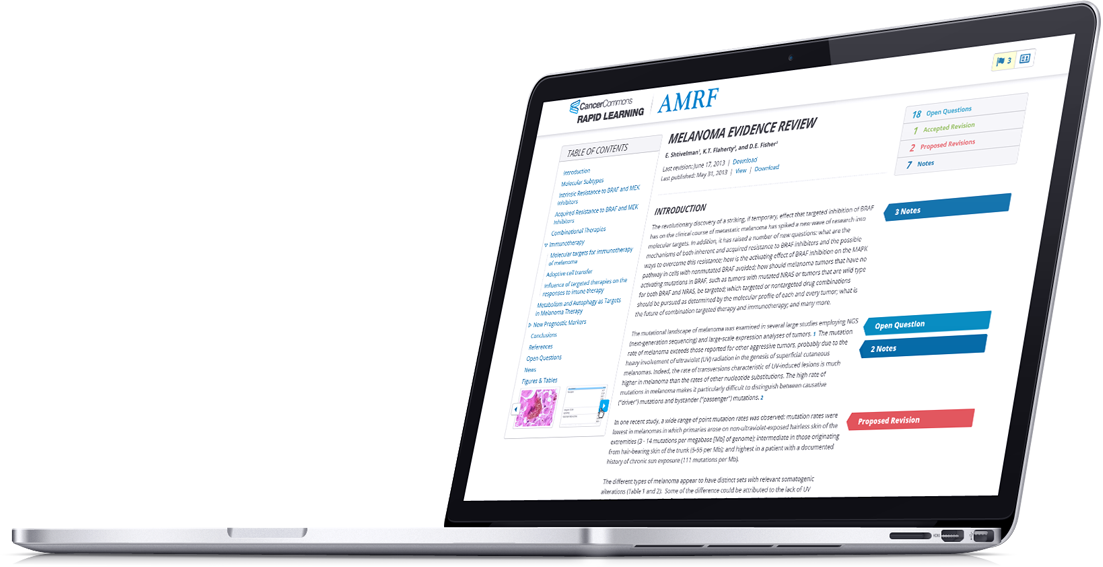 CancerCommons
RAPID LEARNING
AMRF
3
MELANOMA EVIDENCE REVIEW
E. Shtivelman¹, K.T. Flaherty², and D.E. Fisher²
Last revision: June 17, 2013 | Download
Last published: May 31, 2013 | View | Download
18 Open Questions
1 Accepted Revision
2 Proposed Revisions
7 Notes
TABLE OF CONTENTS
Introduction
Molecular Subtypes
Intrinsic Resistance to BRAF and MEK
Inhibitors
Acquired Resistance to BRAF and MEK
Inhibitors
Combinational Therapies
Immunotherapy
Molecular targets for immunotherapy
of melanoma
Adoptive cell transfer
Influence of targeted therapies on the
responses to imune therapy
Metabolism and Autophagy as Targets
in Melanoma Therapy
New Prognostic Markers
Conclusions
References
Open Questions
News
Figures & Tables
INTRODUCTION
The revolutionary discovery of a striking, if temporary, effect that targeted inhibition of BRAF
has on the clinical course of metastatic melanoma has spiked a new wave of research into
molecular targets. In addition, it has raised a number of new questions: what are the
mechanisms of both inherent and acquired resistance to BRAF inhibitors and the possible
ways to overcome this resistance; how is the activating effect of BRAF inhibition on the MAPK
pathway in cells with nonmutated BRAF avoided; how should melanoma tumors that have no
activating mutations in BRAF, such as tumors with mutated NRAS or tumors that are wild type
for both BRAF and NRAS, be targeted; which targeted or nontargeted drug combinations
should be pursued as determined by the molecular profile of each and every tumor; what is
the future of combination targeted therapy and immunotherapy; and many more.
3 Notes
The mutational landscape of melanoma was examined in several large studies employing NGS
(next-generation sequencing) and large-scale expression analyses of tumors. 1 The mutation
rate of melanoma exceeds those reported for other aggressive tumors, probably due to the
heavy involvement of ultraviolet (UV) radiation in the genesis of superficial cutaneous
melanomas. Indeed, the rate of transversions characteristic of UV-induced lesions is much
higher in melanoma than the rates of other nucleotide substitutions. The high rate of
mutations in melanoma makes it particularly difficult to distinguish between causative
("driver") mutations and bystander ("passenger") mutations. 2
Open Question
2 Notes
In one recent study, a wide range of point mutation rates was observed: mutation rates were
lowest in melanomas in which primaries arose on non-ultraviolet-exposed hairless skin of the
extremities (3 - 14 mutations per megabase [Mb] of genome); intermediate in those originating
from hair-bearing skin of the trunk (5-55 per Mb); and highest in a patient with a documented
history of chronic sun exposure (111 mutations per Mb).
Proposed Revision
The different types of melanoma appear to have distinct sets with relevant somatogenic
alterations (Table 1 and 2). Some of the difference could be attributed to the lack of UV